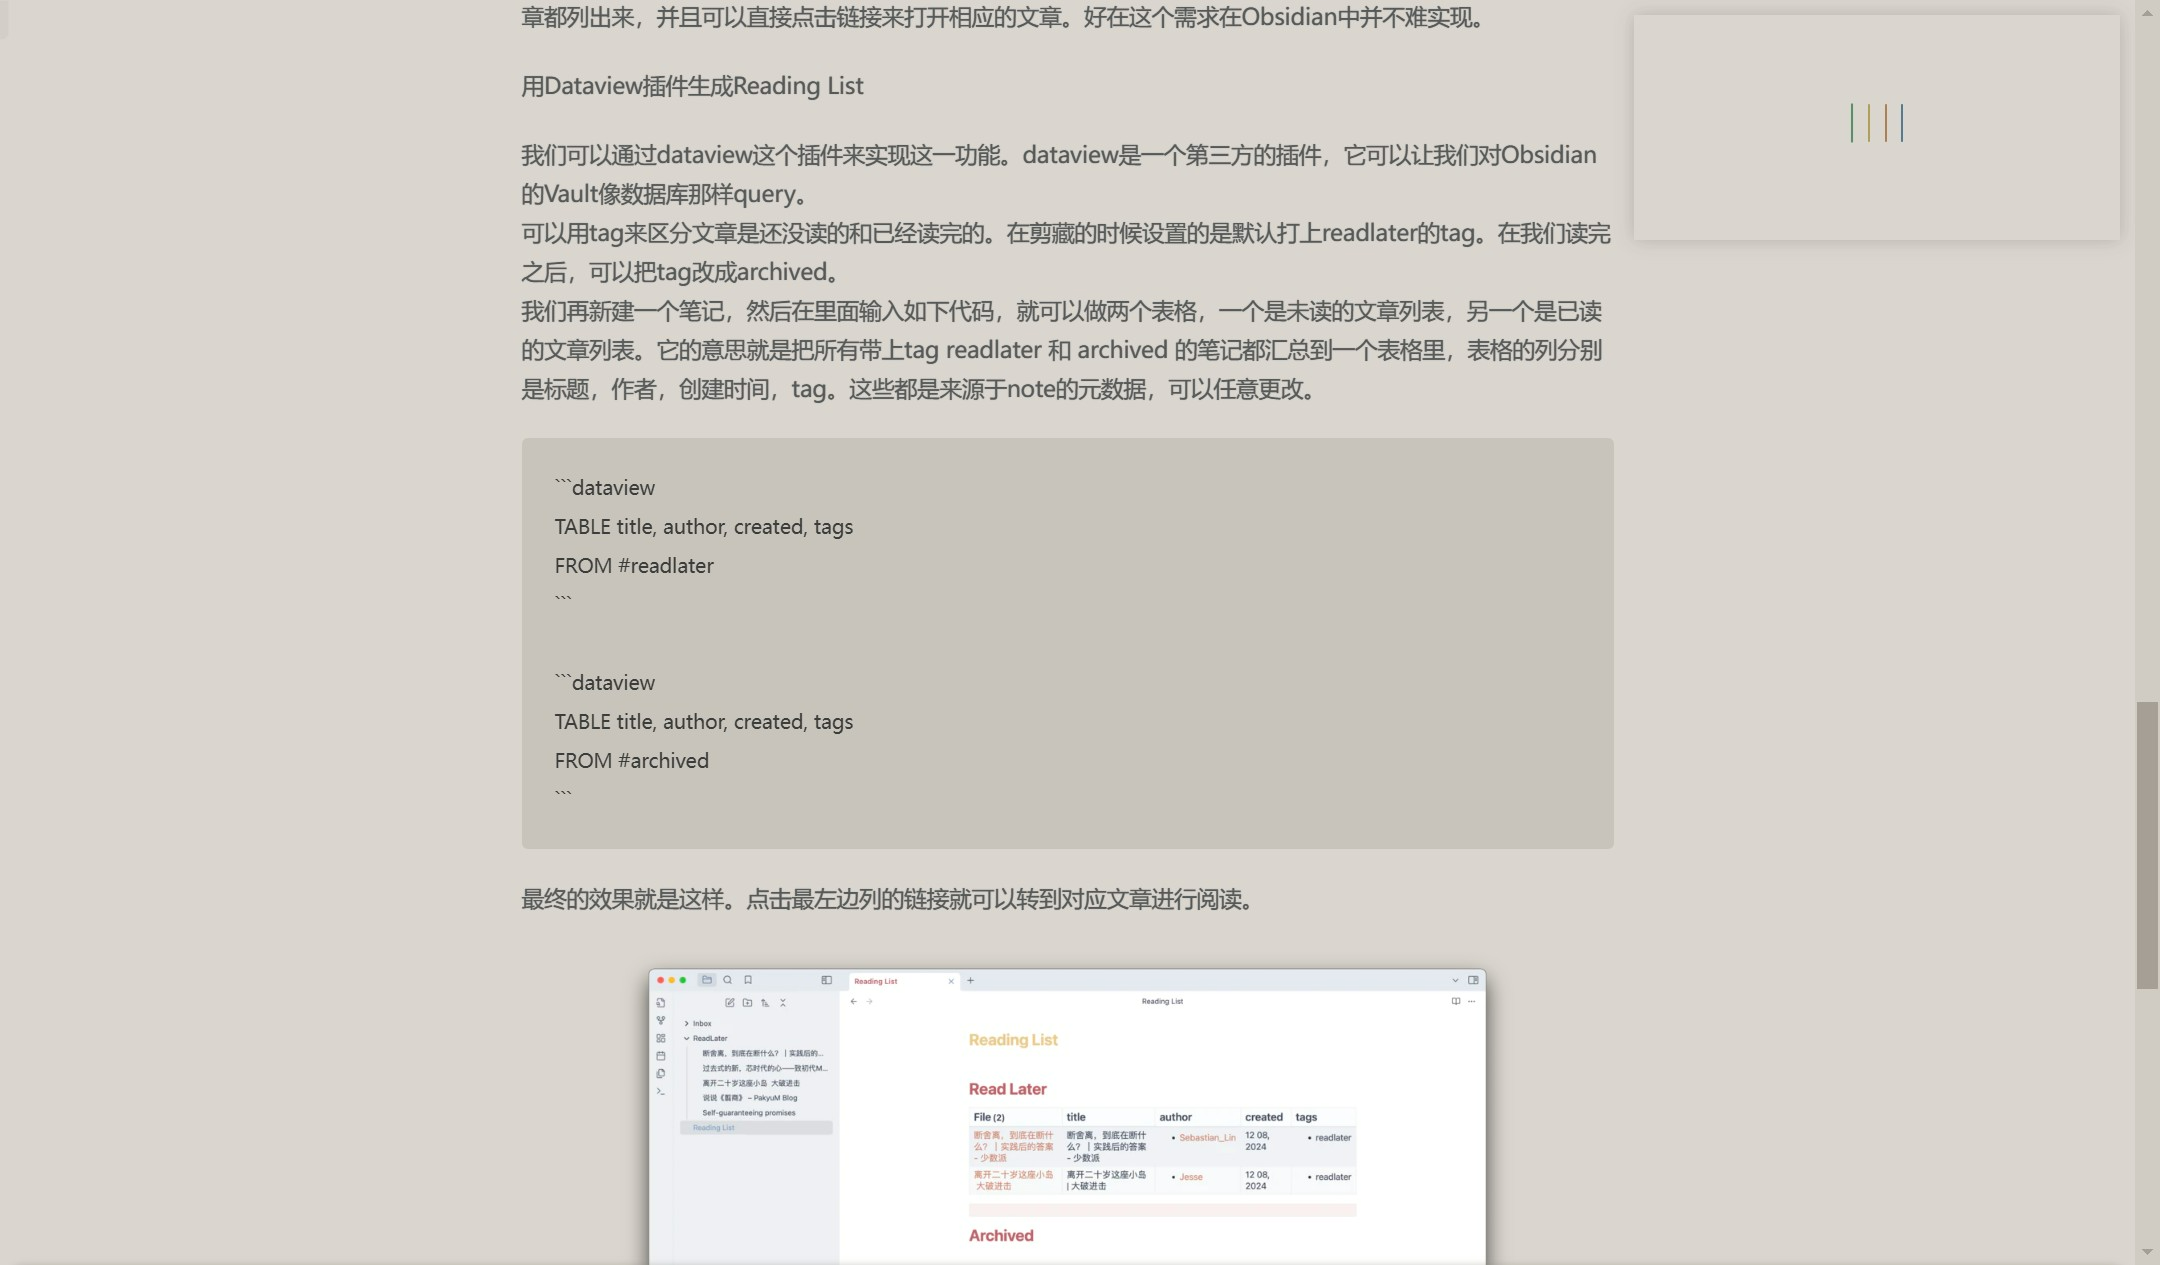 章都列出来，并且可以直接点击链接来打开相应的文章。好在这个需求在Obsidian中并不难实现。
用Dataview插件生成Reading List
我们可以通过dataview这个插件来实现这一功能。dataview是一个第三方的插件，它可以让我们对Obsidian
的Vault像数据库那样query。
可以用tag来区分文章是还没读的和已经读完的。在剪藏的时候设置的是默认打上readlater的tag。在我们读完
之后，可以把tag改成archived。
我们再新建一个笔记，然后在里面输入如下代码，就可以做两个表格，一个是未读的文章列表，另一个是已读
的文章列表。它的意思就是把所有带上tag readlater 和 archived 的笔记都汇总到一个表格里，表格的列分别
是标题，作者，创建时间，tag。这些都是来源于note的元数据，可以任意更改。
```dataview
TABLE title, author, created, tags
FROM #readlater
```
```dataview
TABLE title, author, created, tags
FROM #archived
```
最终的效果就是这样。点击最左边列的链接就可以转到对应文章进行阅读。
Reading List
Reading List
Inbox
ReadLater
断舍离，到底在断什么？｜实践后的...
过去式的新，芯时代的心——致初代M...
离开二十岁这座小岛 大破进击
说说《翦商》 – PakyuM Blog
Self-guaranteeing promises
Reading List
Reading List
Read Later
File (2) title author created tags
断舍离，到底在断什 断舍离，到底在断什 • Sebastian_Lin 12 08, • readlater
么？｜实践后的答案 么？｜实践后的答案 2024
- 少数派 - 少数派
离开二十岁这座小岛 离开二十岁这座小岛 • Jesse 12 08, • readlater
大破进击 | 大破进击 2024
Archived